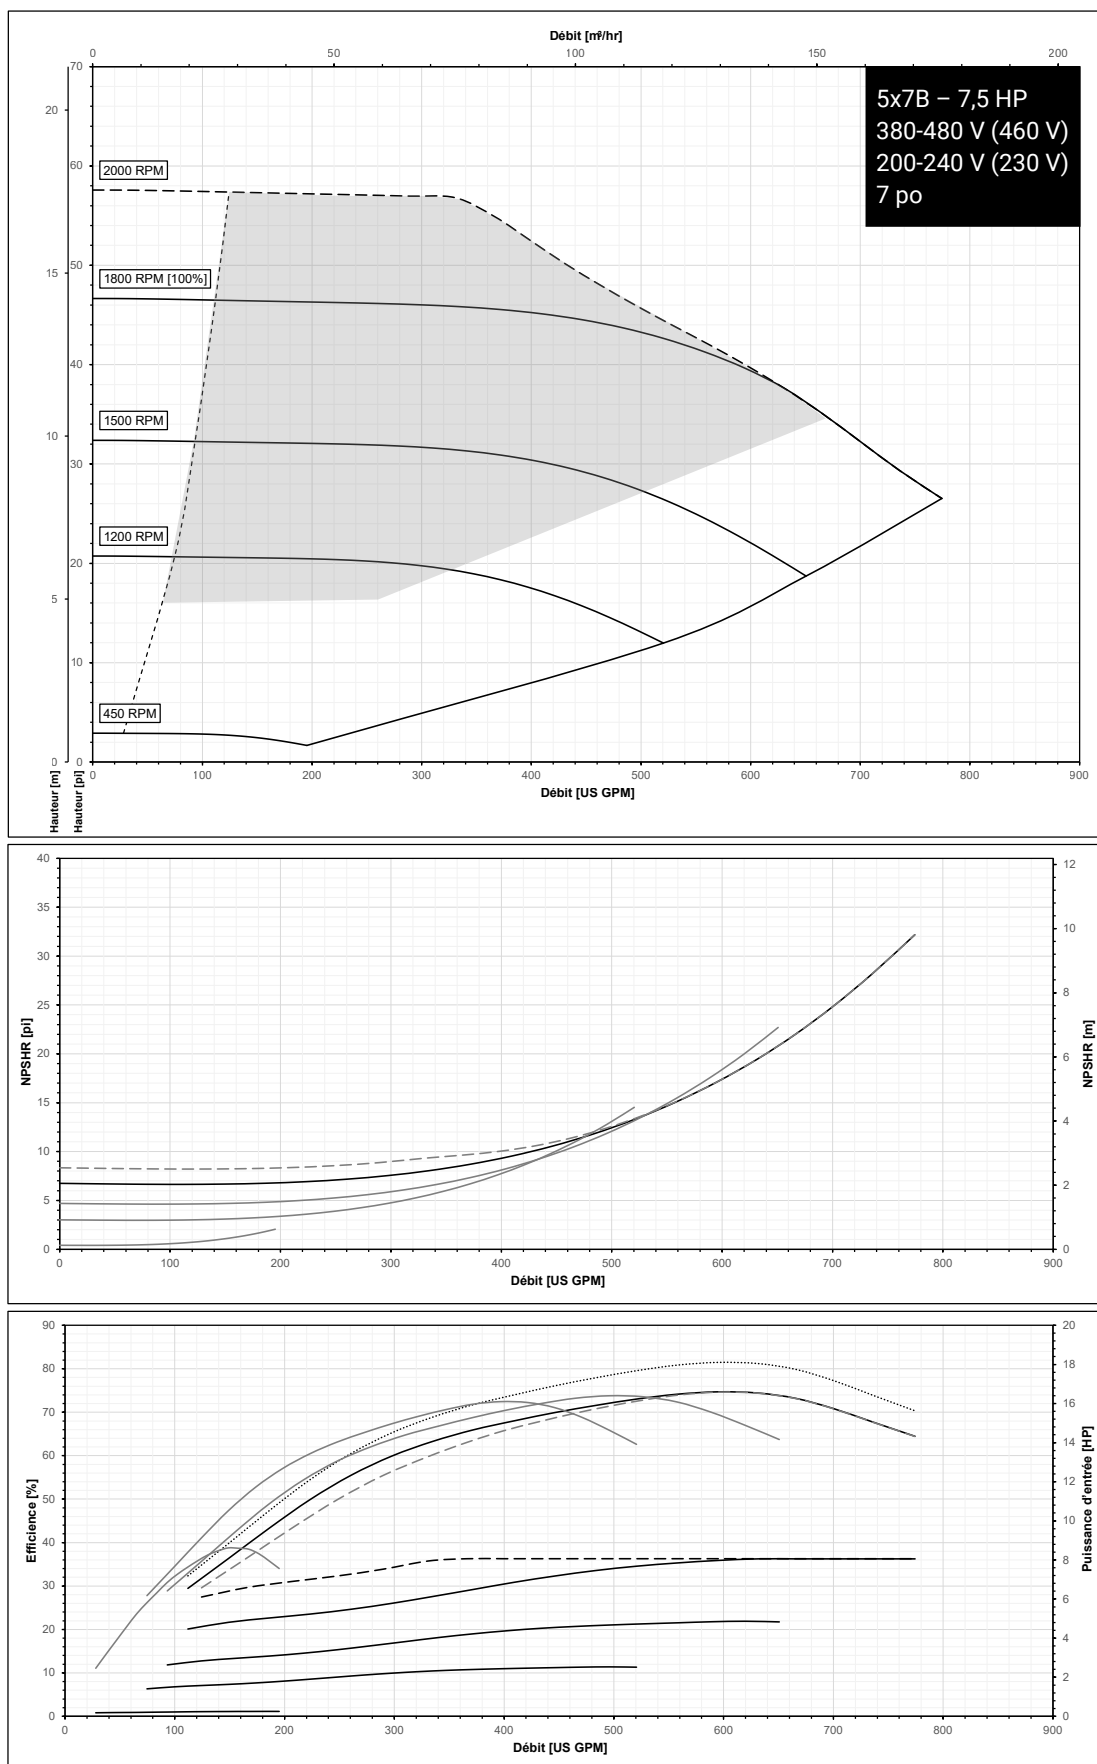 Débit [m³/hr]
0 50 100 150 200
5x7B – 7,5 HP
380-480 V (460 V)
200-240 V (230 V)
7 po
70
60
50
40
30
20
10
0
20
15
10
5
0
2000 RPM
1800 RPM [100%]
1500 RPM
1200 RPM
450 RPM
Hauteur [m]
Hauteur [pi]
0 100 200 300 400 500 600 700 800 900
Débit [US GPM]
40
35
30
25
20
15
10
5
0
NPSHR [pi]
12
10
8
6
4
2
0
NPSHR [m]
0 100 200 300 400 500 600 700 800 900
Débit [US GPM]
90
80
70
60
50
40
30
20
10
0
Efficience [%]
20
18
16
14
12
10
8
6
4
2
0
Puissance d'entrée [HP]
0 100 200 300 400 500 600 700 800 900
Débit [US GPM]